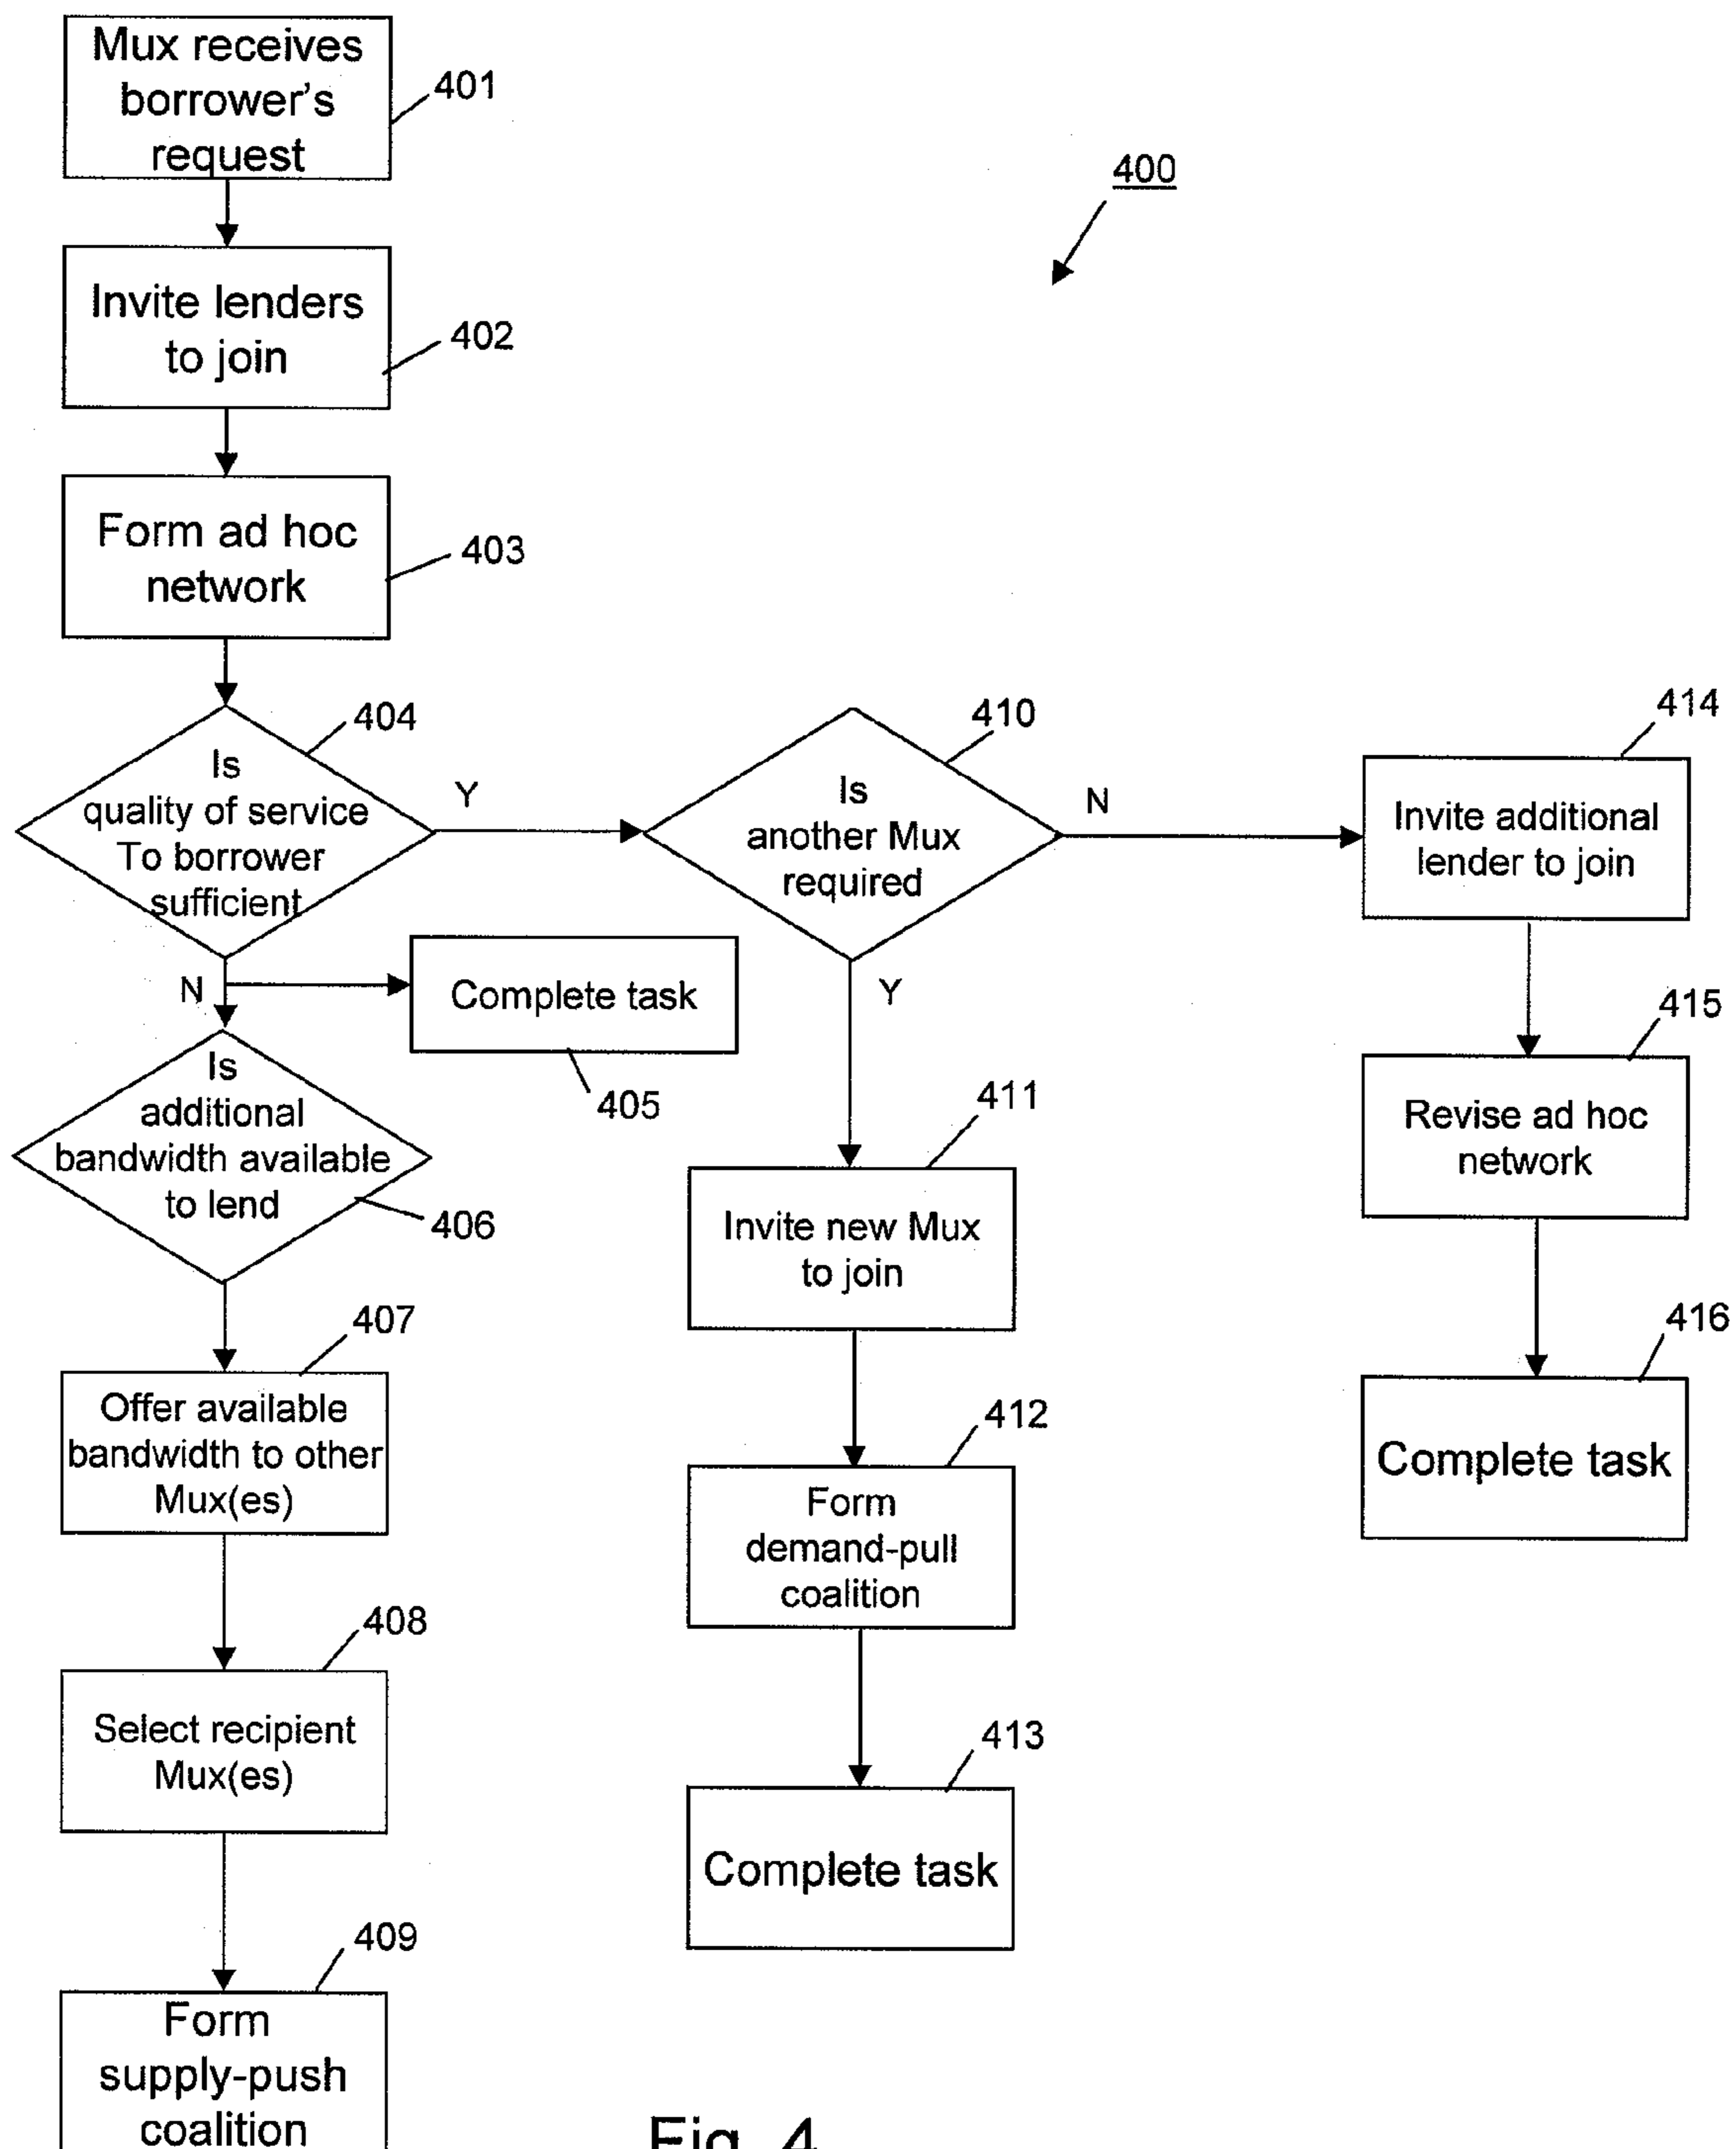 Mux receives
borrower's
request
401
400
Invite lenders
to join
402
Form ad hoc
network
403
Is
quality of service
To borrower
sufficient
404
Y
N
Is
another Mux
required
410
N
Y
Invite additional
lender to join
414
Complete task
405
Is
additional
bandwidth available
to lend
406
Revise ad hoc
network
415
Invite new Mux
to join
411
Offer available
bandwidth to other
Mux(es)
407
Complete task
416
Form
demand-pull
coalition
412
Select recipient
Mux(es)
408
Complete task
413
Form
supply-push
coalition
409
Fig. 4